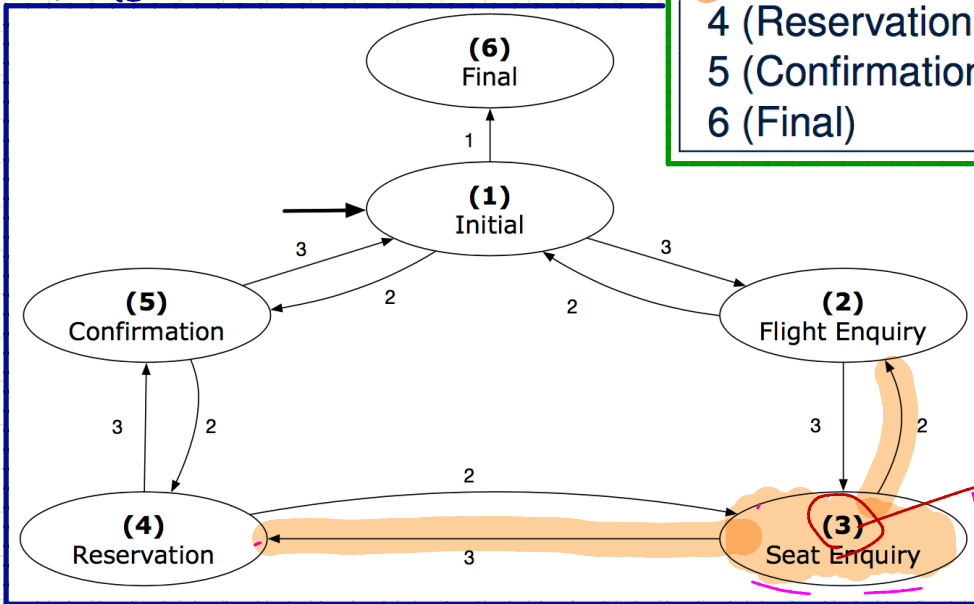 4 (Reservation
5 (Confirmation
6 (Final)
(6)
Final
1
(1)
Initial
3
3
2
2
(5)
Confirmation
(2)
Flight Enquiry
3
2
3
2
2
(4)
Reservation
(3)
Seat Enquiry
3